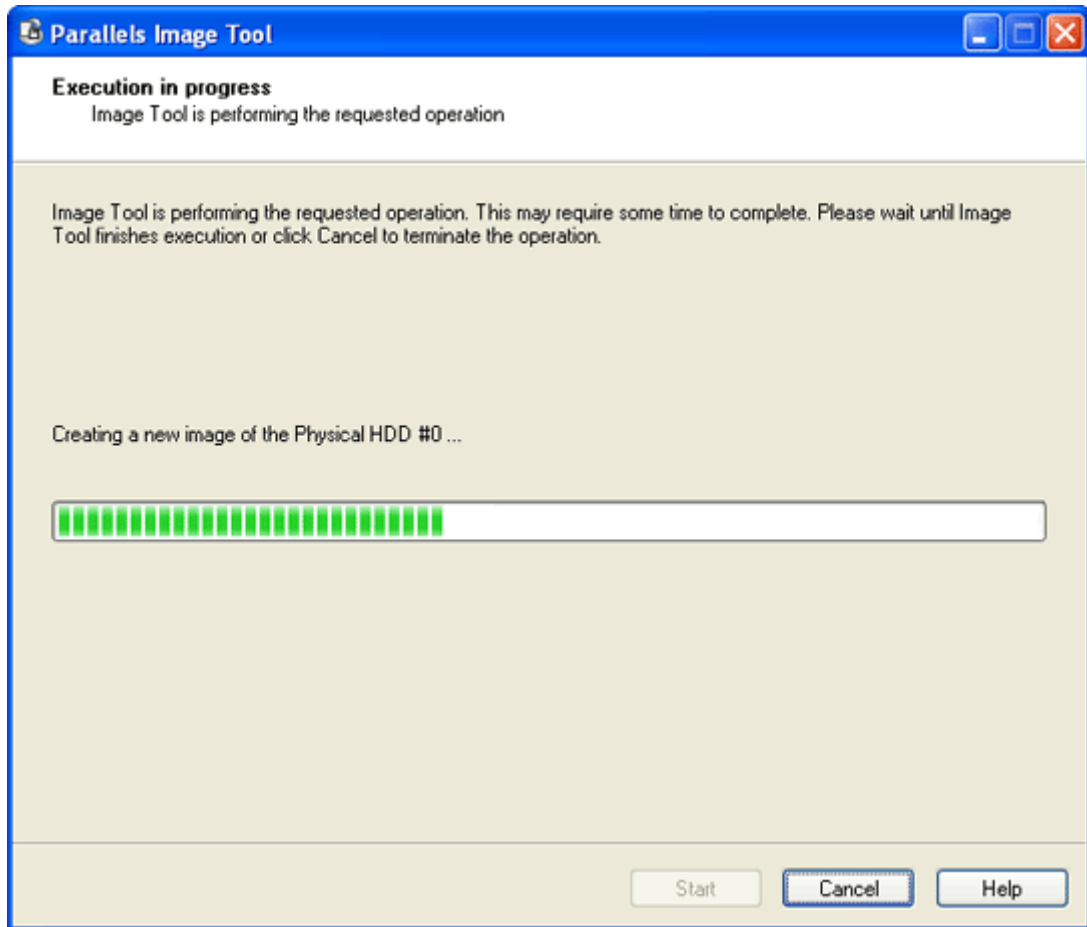 Parallels Image Tool
Execution in progress
Image Tool is performing the requested operation
Image Tool is performing the requested operation. This may require some time to complete. Please wait until Image
Tool finishes execution or click Cancel to terminate the operation.
Creating a new image of the Physical HDD #0 ...
Start
Cancel
Help